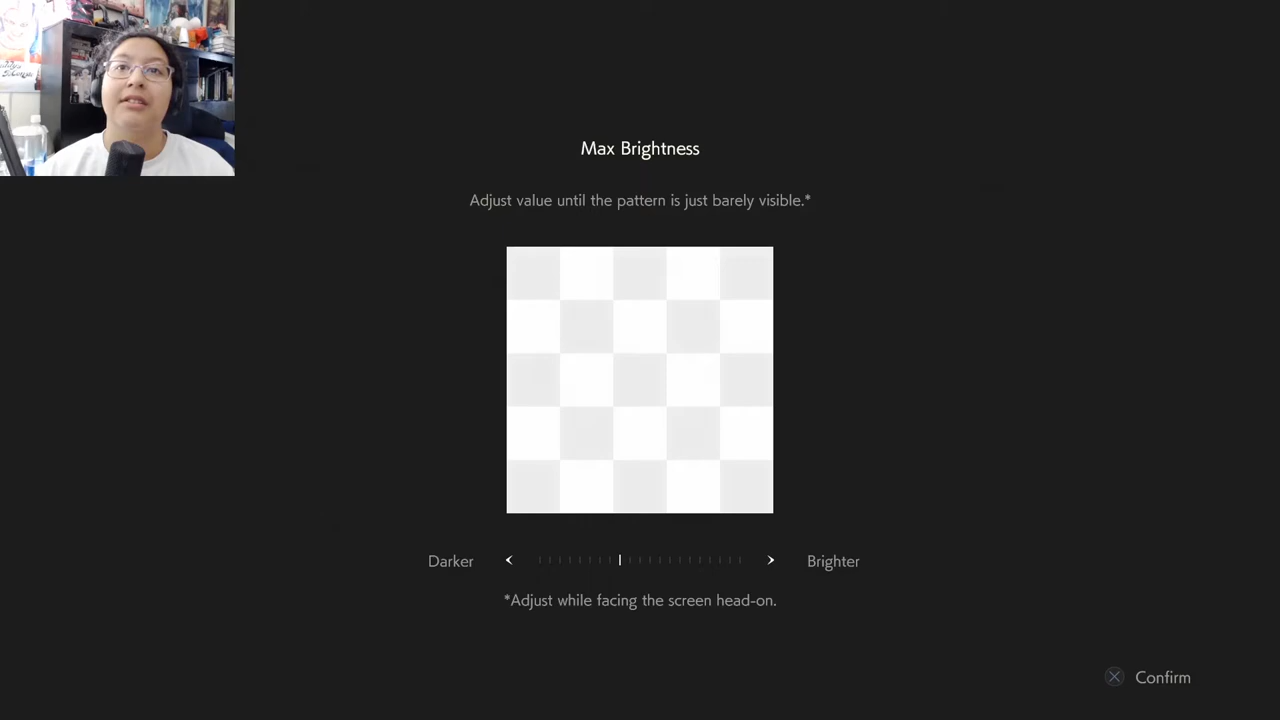 Max Brightness
Adjust value until the pattern is just barely visible.*
Darker
Brighter
*Adjust while facing the screen head-on.
Confirm